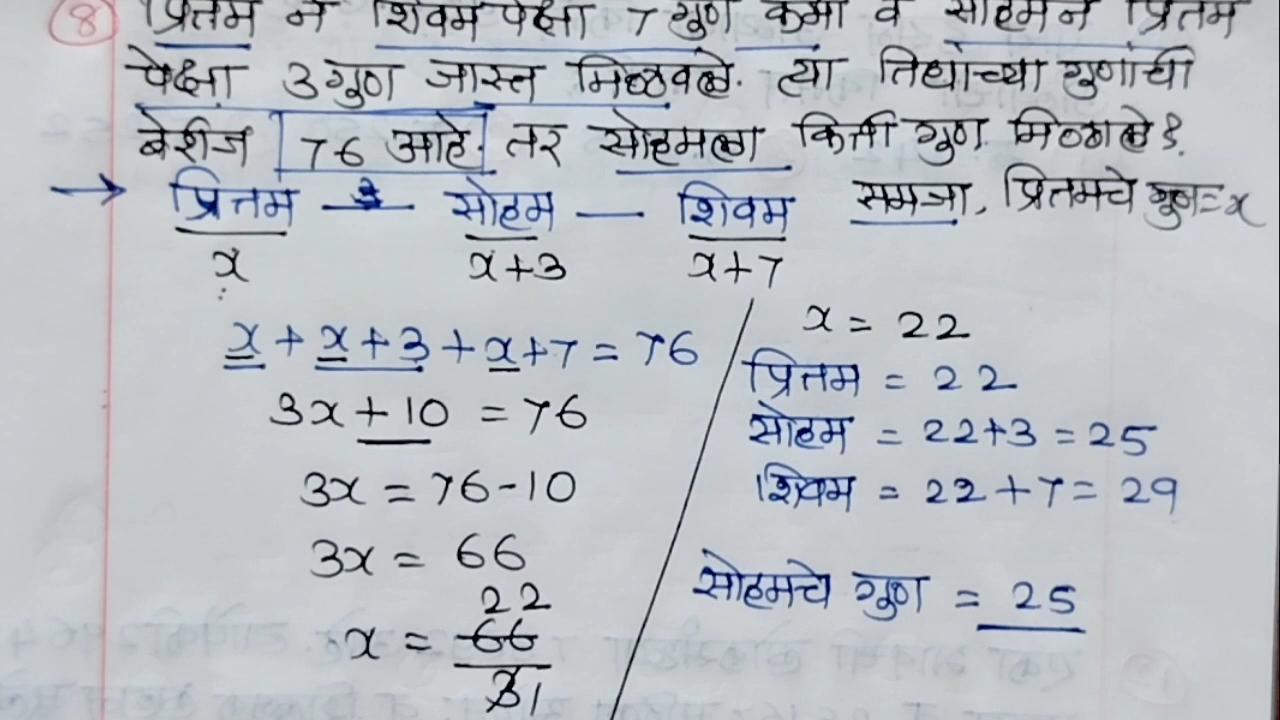 8 प्रितम ने शिवम पेक्षा 7 गुण कमी व सोहमने प्रितम
पेक्षा 3 गुण जास्त मिळवले. त्या तिघांच्या गुणांची
बेरीज 76 आहे. तर सोहमला किती गुण मिळाले?
→ प्रितम — सोहम — शिवम समजा, प्रितमचे गुण = x
x x+3 x+7
x + x + 3 + x + 7 = 76
3x + 10 = 76
3x = 76 - 10
3x = 66
22
x = 66
31
x = 22
प्रितम = 22
सोहम = 22+3 = 25
शिवम = 22 + 7 = 29
सोहमचे गुण = 25